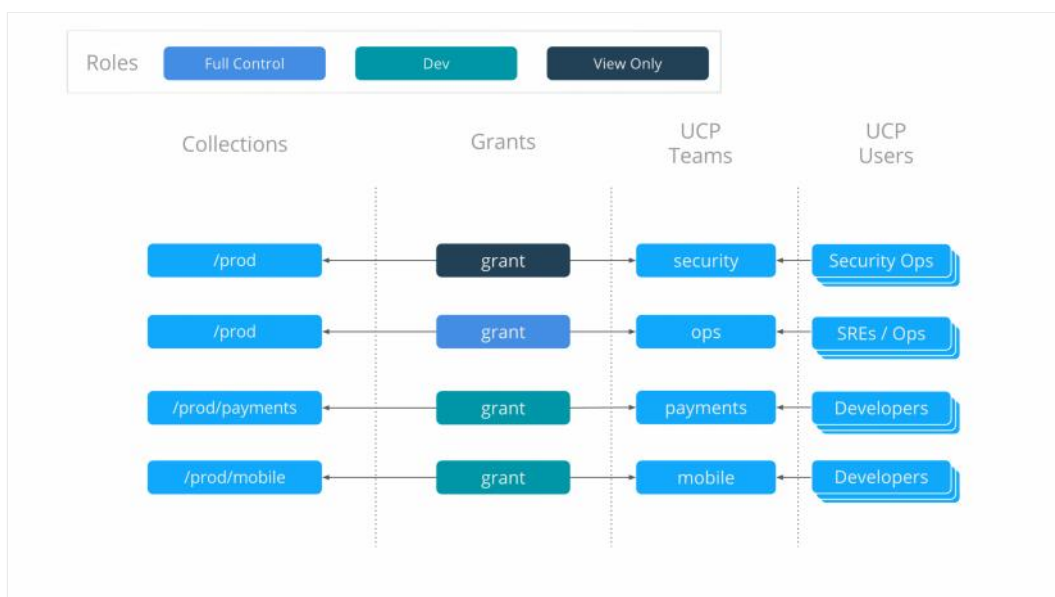 Roles
Full Control
Dev
View Only
Collections
Grants
UCP
Teams
UCP
Users
/prod
grant
security
Security Ops
/prod
grant
ops
SREs / Ops
/prod/payments
grant
payments
Developers
/prod/mobile
grant
mobile
Developers